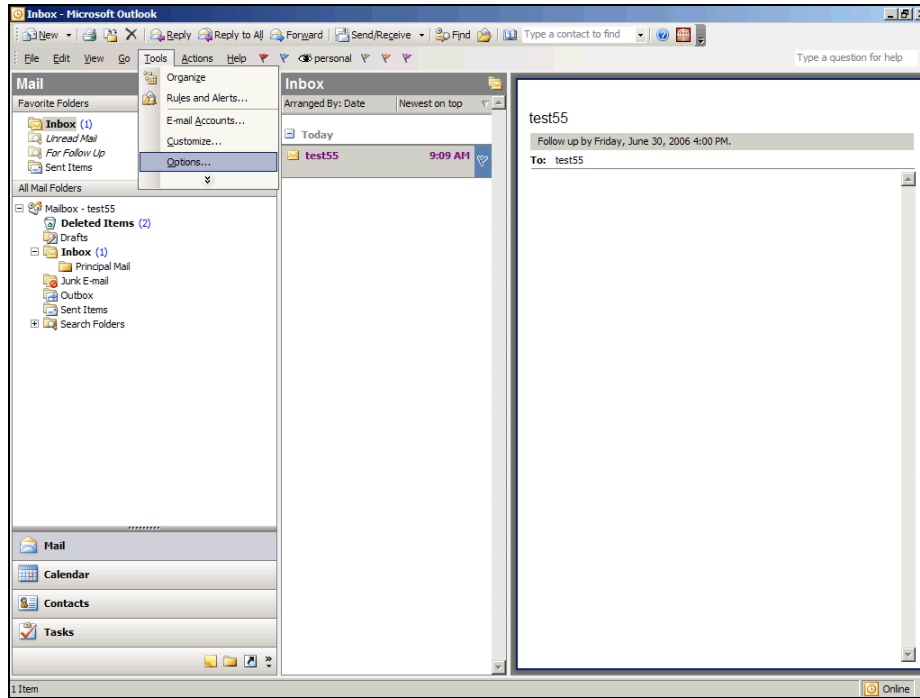 Inbox - Microsoft Outlook
New Reply Reply to All Forward Send/Receive Find Type a contact to find
File Edit View Go Tools Actions Help personal Type a question for help
Mail
Favorite Folders
Inbox (1)
Unread Mail
For Follow Up
Sent Items
All Mail Folders
Mailbox - test55
Deleted Items (2)
Drafts
Inbox (1)
Principal Mail
Junk E-mail
Outbox
Sent Items
Search Folders
Organize
Rules and Alerts...
E-mail Accounts...
Customize...
Options...
Mail
Calendar
Contacts
Tasks
Inbox
Arranged By: Date Newest on top
Today
test55 9:09 AM
test55
Follow up by Friday, June 30, 2006 4:00 PM.
To: test55
1 Item Online